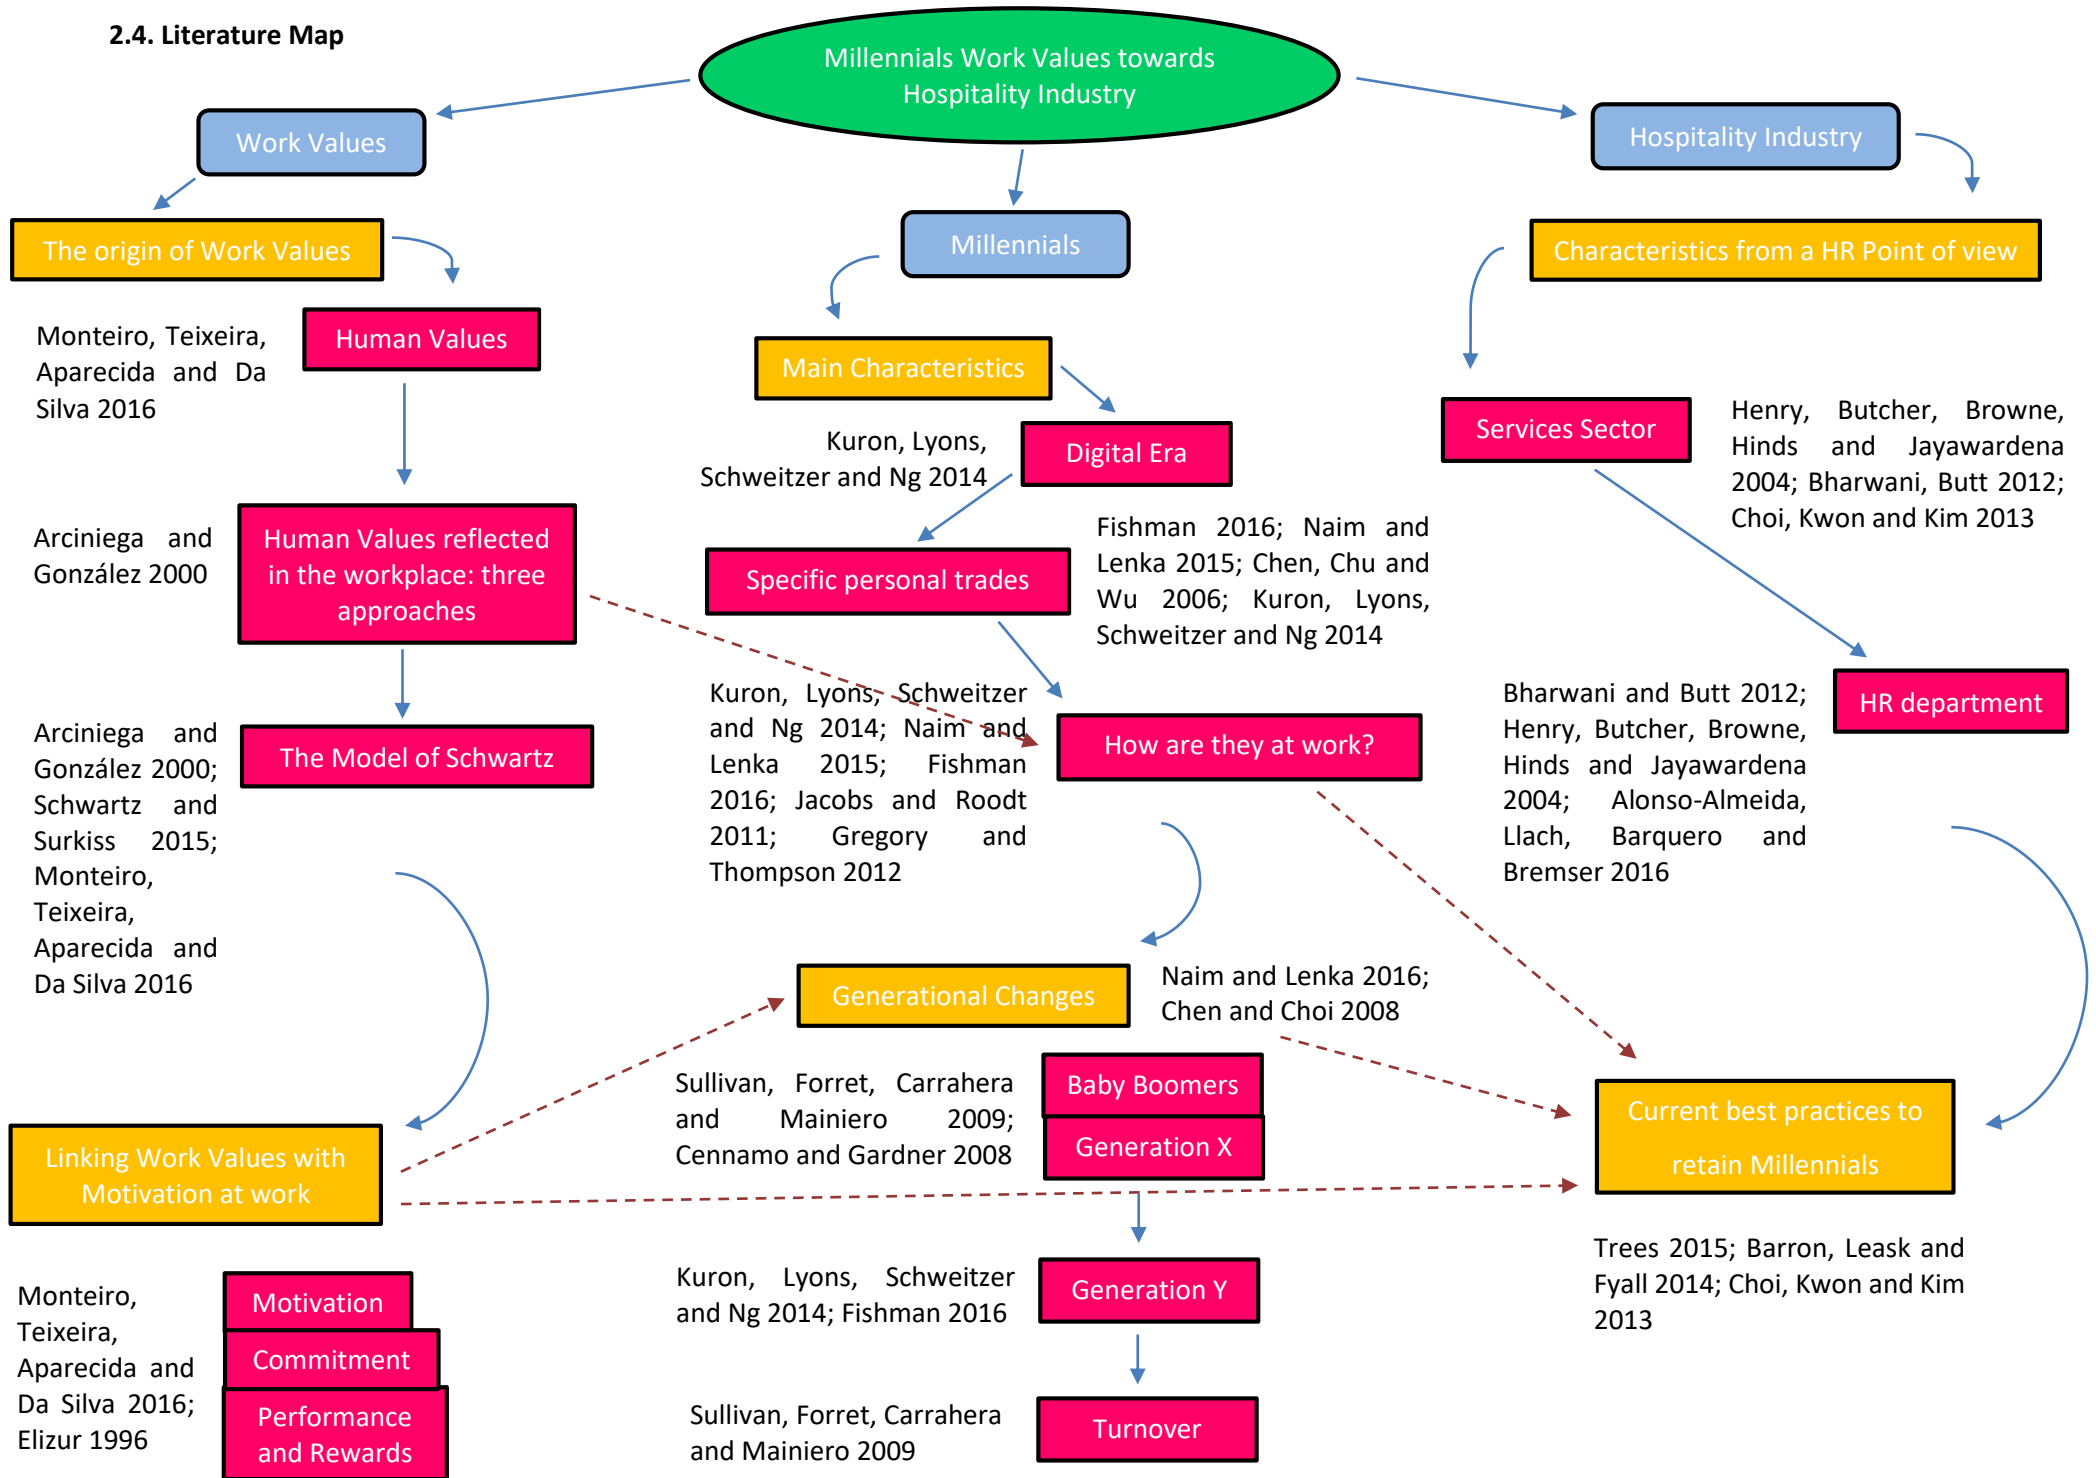 2.4. Literature Map
Millennials Work Values towards
Hospitality Industry
Work Values
The origin of Work Values
Monteiro, Teixeira,
Aparecida and Da
Silva 2016
Human Values
Arciniega and
González 2000
Human Values reflected
in the workplace: three
approaches
Arciniega and
González 2000;
Schwartz and
Surkiss 2015;
Monteiro,
Teixeira,
Aparecida and
Da Silva 2016
The Model of Schwartz
Linking Work Values with
Motivation at work
Monteiro,
Teixeira,
Aparecida and
Da Silva 2016;
Elizur 1996
Motivation
Commitment
Performance
and Rewards
Millennials
Main Characteristics
Kuron, Lyons,
Schweitzer and Ng 2014
Digital Era
Specific personal trades
Fishman 2016; Naim and
Lenka 2015; Chen, Chu and
Wu 2006; Kuron, Lyons,
Schweitzer and Ng 2014
Kuron, Lyons, Schweitzer
and Ng 2014; Naim and
Lenka 2015; Fishman
2016; Jacobs and Roodt
2011; Gregory and
Thompson 2012
How are they at work?
Generational Changes
Naim and Lenka 2016;
Chen and Choi 2008
Sullivan, Forret, Carrahera
and Mainiero 2009;
Cennamo and Gardner 2008
Baby Boomers
Generation X
Kuron, Lyons, Schweitzer
and Ng 2014; Fishman 2016
Generation Y
Sullivan, Forret, Carrahera
and Mainiero 2009
Turnover
Hospitality Industry
Characteristics from a HR Point of view
Services Sector
Henry, Butcher, Browne,
Hinds and Jayawardena
2004; Bharwani, Butt 2012;
Choi, Kwon and Kim 2013
Bharwani and Butt 2012;
Henry, Butcher, Browne,
Hinds and Jayawardena
2004; Alonso-Almeida,
Llach, Barquero and
Bremser 2016
HR department
Current best practices to
retain Millennials
Trees 2015; Barron, Leask and
Fyall 2014; Choi, Kwon and Kim
2013